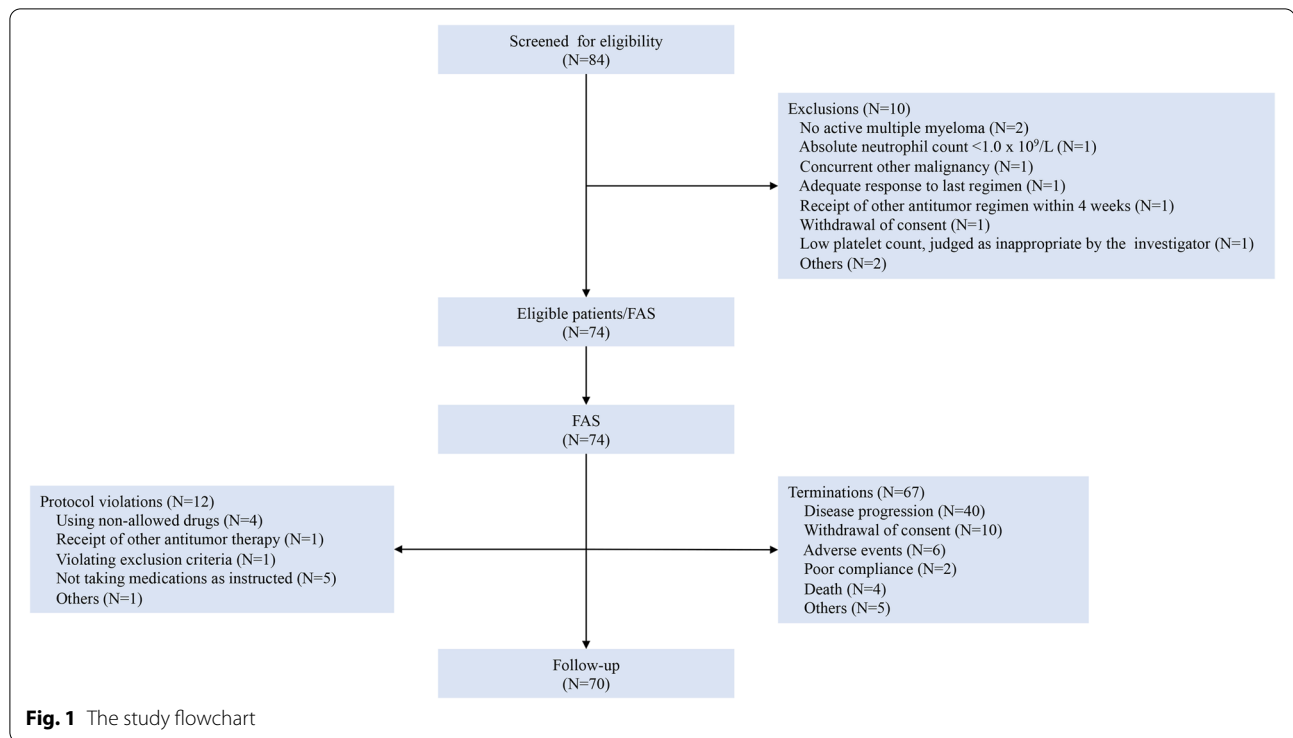 Screened for eligibility
(N=84)
Exclusions (N=10)
No active multiple myeloma (N=2)
Absolute neutrophil count <1.0 x 10⁹/L (N=1)
Concurrent other malignancy (N=1)
Adequate response to last regimen (N=1)
Receipt of other antitumor regimen within 4 weeks (N=1)
Withdrawal of consent (N=1)
Low platelet count, judged as inappropriate by the investigator (N=1)
Others (N=2)
Eligible patients/FAS
(N=74)
FAS
(N=74)
Protocol violations (N=12)
Using non-allowed drugs (N=4)
Receipt of other antitumor therapy (N=1)
Violating exclusion criteria (N=1)
Not taking medications as instructed (N=5)
Others (N=1)
Terminations (N=67)
Disease progression (N=40)
Withdrawal of consent (N=10)
Adverse events (N=6)
Poor compliance (N=2)
Death (N=4)
Others (N=5)
Follow-up
(N=70)
Fig. 1 The study flowchart